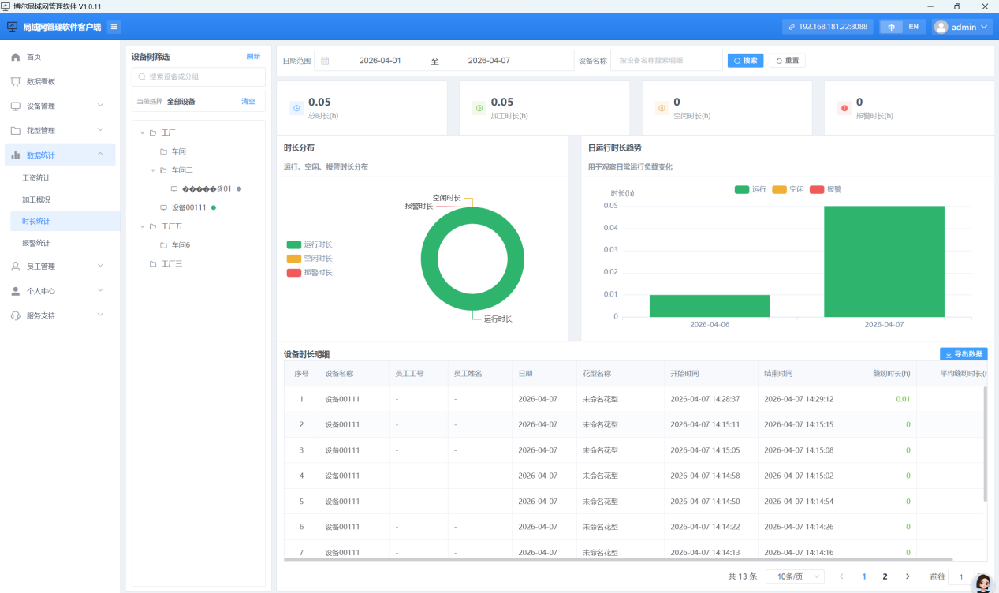 博尔局域网管理软件 V1.0.11
局域网管理软件客户端
192.168.181.22:8088
中 EN
admin
首页
数据看板
设备管理
花型管理
数据统计
工资统计
加工概况
时长统计
报警统计
员工管理
个人中心
服务支持
设备树筛选 刷新
搜索设备或分组
当前选择 全部设备 清空
工厂一
车间一
车间二
�����豸01
设备00111
工厂五
车间6
工厂三
日期范围 2026-04-01 至 2026-04-07 设备名称 按设备名称搜索明细 搜索 重置
0.05
总时长(h)
0.05
加工时长(h)
0
空闲时长(h)
0
报警时长(h)
时长分布
运行、空闲、报警时长分布
运行时长
空闲时长
报警时长
空闲时长
报警时长
运行时长
日运行时长趋势
用于观察日常运行负载变化
时长(h)
运行 空闲 报警
0.05
0.04
0.03
0.02
0.01
0
2026-04-06 2026-04-07
设备时长明细 导出数据
序号 设备名称 员工工号 员工姓名 日期 花型名称 开始时间 结束时间 缝纫时长(h) 平均缝纫时长(
1 设备00111 - - 2026-04-07 未命名花型 2026-04-07 14:28:37 2026-04-07 14:29:12 0.01
2 设备00111 - - 2026-04-07 未命名花型 2026-04-07 14:15:11 2026-04-07 14:15:15 0
3 设备00111 - - 2026-04-07 未命名花型 2026-04-07 14:15:05 2026-04-07 14:15:08 0
4 设备00111 - - 2026-04-07 未命名花型 2026-04-07 14:14:58 2026-04-07 14:15:02 0
5 设备00111 - - 2026-04-07 未命名花型 2026-04-07 14:14:50 2026-04-07 14:14:54 0
6 设备00111 - - 2026-04-07 未命名花型 2026-04-07 14:14:22 2026-04-07 14:14:26 0
7 设备00111 - - 2026-04-07 未命名花型 2026-04-07 14:14:13 2026-04-07 14:14:16 0
共 13 条 10条/页 1 2 前往 1